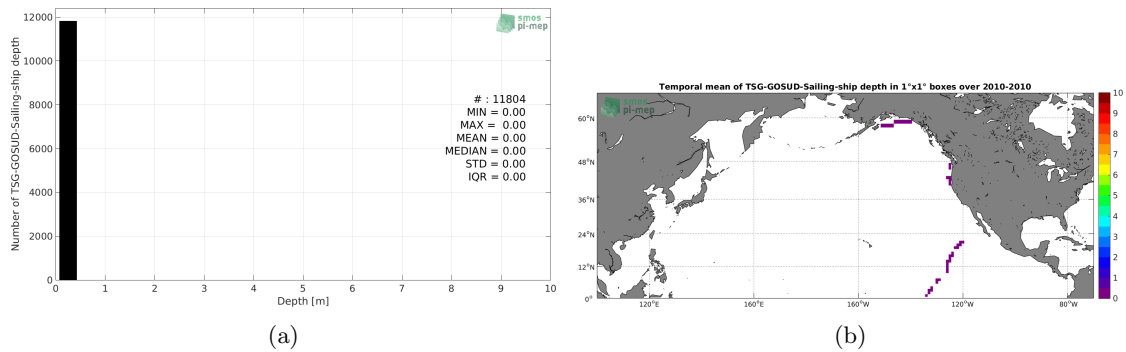 12000
10000
8000
6000
4000
2000
0
Number of TSG-GOSUD-Sailing-ship depth
smos
pi-mep
# : 11804
MIN = 0.00
MAX = 0.00
MEAN = 0.00
MEDIAN = 0.00
STD = 0.00
IQR = 0.00
0 1 2 3 4 5 6 7 8 9 10
Depth [m]
(a)
Temporal mean of TSG-GOSUD-Sailing-ship depth in 1°x1° boxes over 2010-2010
smos
pi-mep
60°N
48°N
36°N
24°N
12°N
0°
120°E 160°E 160°W 120°W 80°W
10
9
8
7
6
5
4
3
2
1
0
(b)